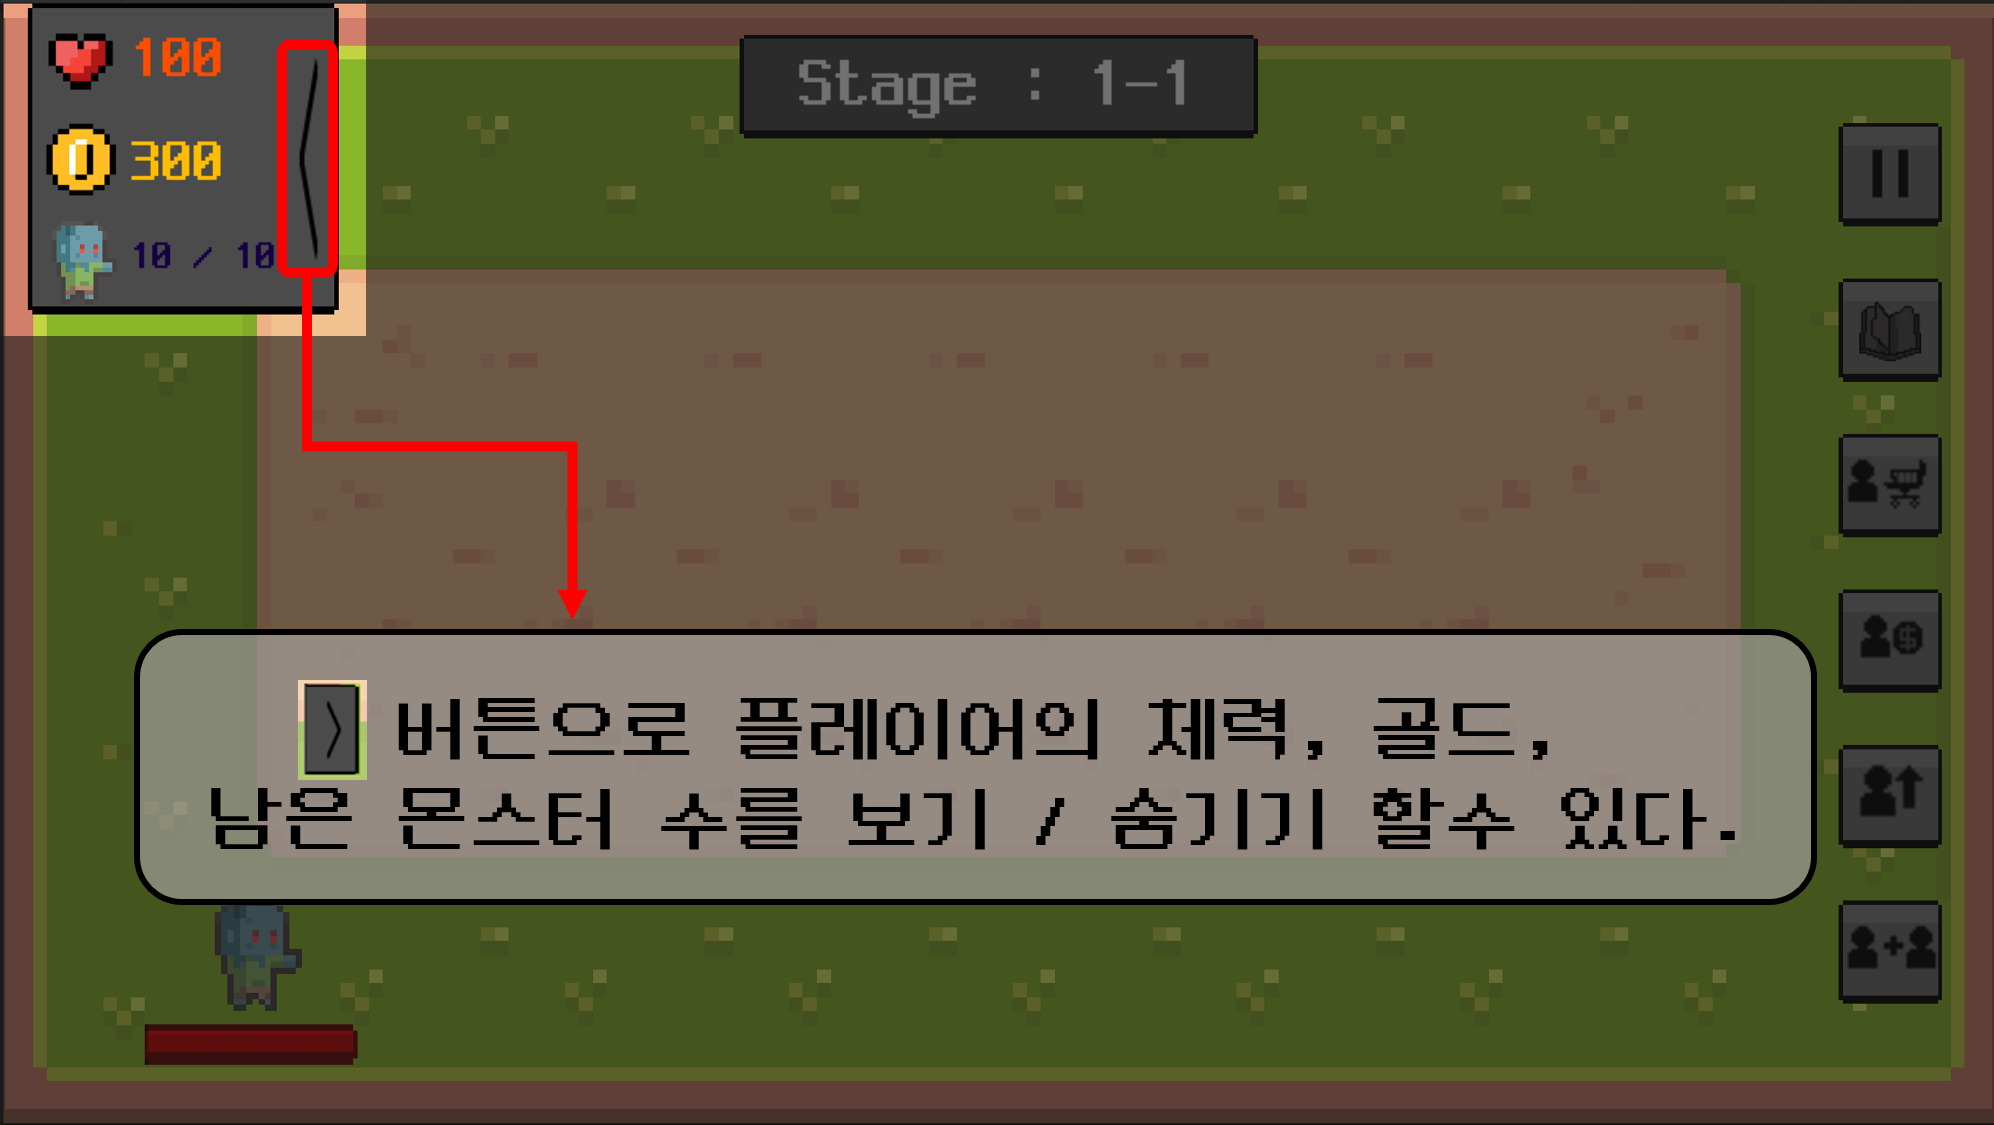 100
300
10 / 10
Stage : 1-1
버튼으로 플레이어의 체력, 골드,
남은 몬스터 수를 보기 / 숨기기 할수 있다.